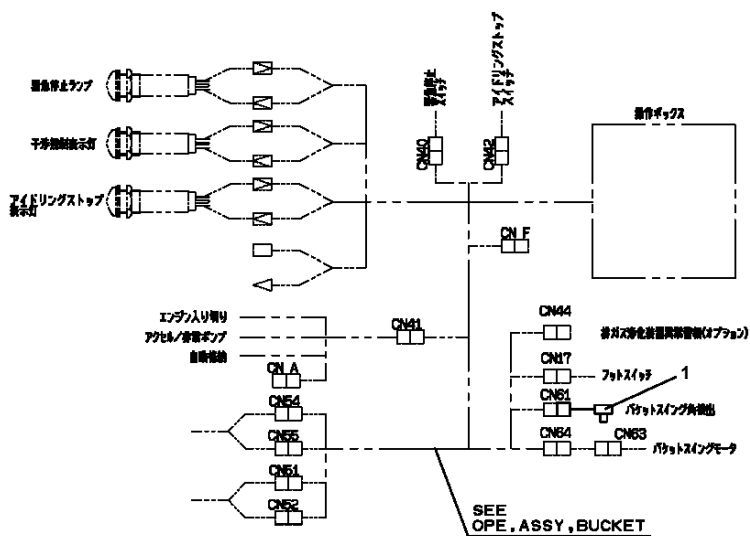 緊急停止ランプ
干渉規制表示灯
アイドリングストップ
表示灯
緊急停止
スイッチ
アイドリングストップ
スイッチ
操作ボックス
CN40
CN42
CN F
エンジン入り切り
アクセル/非常ポンプ
自動格納
CN41
CN A
CN54
CN55
CN51
CN52
CN44
排ガス浄化装置異常警報(オプション)
CN17
フットスイッチ
CN61
1
バケットスイング角検出
CN64
CN63
バケットスイングモータ
SEE
OPE.ASSY,BUCKET